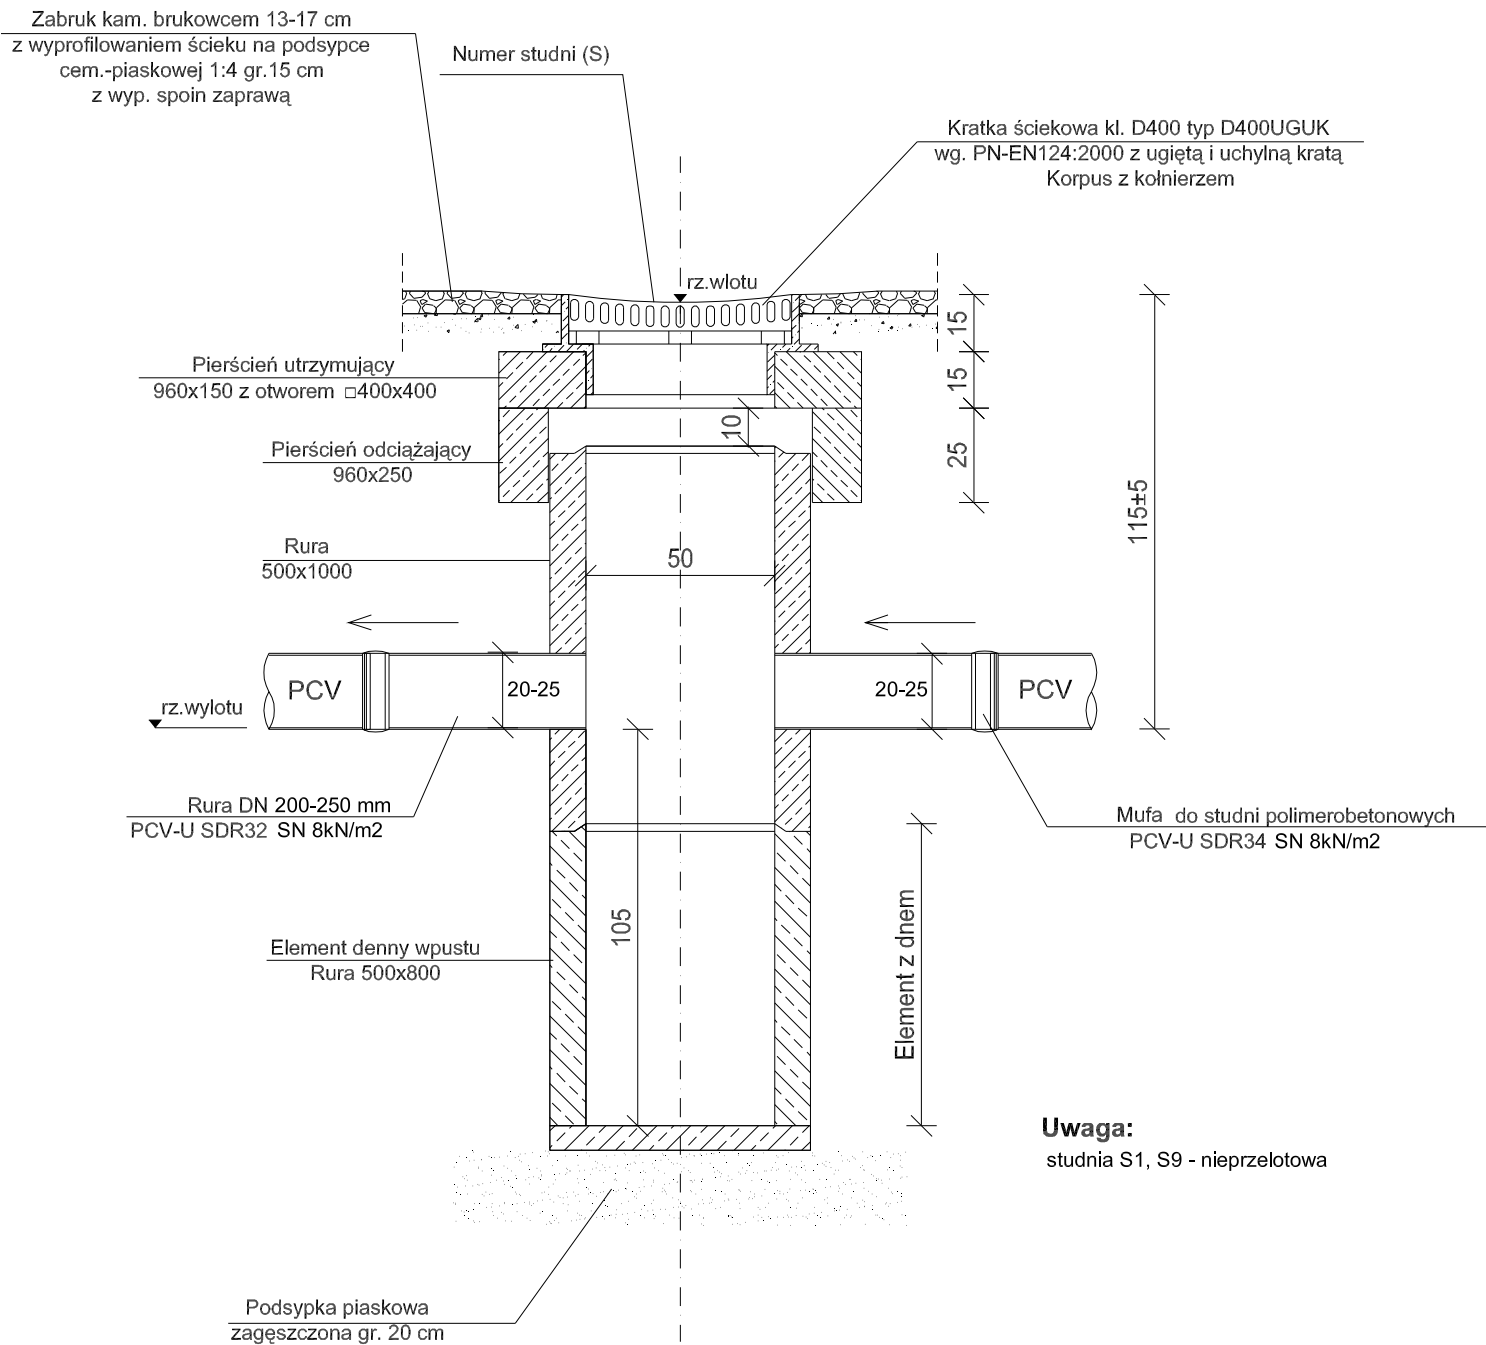 Zabruk kam. brukowcem 13-17 cm
z wyprofilowaniem ścieku na podsypce
cem.-piaskowej 1:4 gr.15 cm
z wyp. spoin zaprawą
Numer studni (S)
Kratka ściekowa kl. D400 typ D400UGUK
wg. PN-EN124:2000 z ugiętą i uchylną kratą
Korpus z kołnierzem
rz.wlotu
15
Pierścień utrzymujący
960x150 z otworem □400x400
15
10
Pierścień odciążający
960x250
25
115±5
Rura
500x1000
50
PCV
20-25
20-25
PCV
rz.wylotu
Rura DN 200-250 mm
PCV-U SDR32 SN 8kN/m2
Mufa do studni polimerobetonowych
PCV-U SDR34 SN 8kN/m2
105
Element z dnem
Element denny wpustu
Rura 500x800
Uwaga:
studnia S1, S9 - nieprzelotowa
Podsypka piaskowa
zagęszczona gr. 20 cm